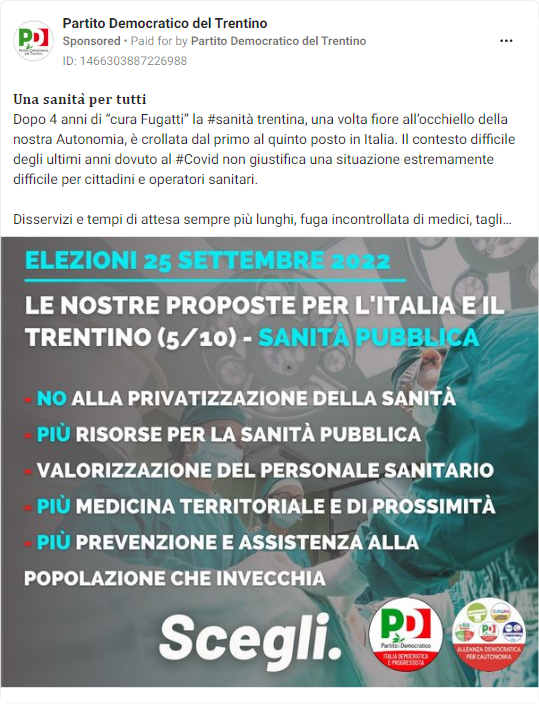 Partito Democratico del Trentino
Sponsored • Paid for by Partito Democratico del Trentino
ID: 1466303887226988
Una sanità per tutti
Dopo 4 anni di “cura Fugatti” la #sanità trentina, una volta fiore all’occhiello della
nostra Autonomia, è crollata dal primo al quinto posto in Italia. Il contesto difficile
degli ultimi anni dovuto al #Covid non giustifica una situazione estremamente
difficile per cittadini e operatori sanitari.
Disservizi e tempi di attesa sempre più lunghi, fuga incontrollata di medici, tagli...
ELEZIONI 25 SETTEMBRE 2022
LE NOSTRE PROPOSTE PER L'ITALIA E IL
TRENTINO (5/10) - SANITÀ PUBBLICA
- NO ALLA PRIVATIZZAZIONE DELLA SANITÀ
- PIÙ RISORSE PER LA SANITÀ PUBBLICA
- VALORIZZAZIONE DEL PERSONALE SANITARIO
- PIÙ MEDICINA TERRITORIALE E DI PROSSIMITÀ
- PIÙ PREVENZIONE E ASSISTENZA ALLA
POPOLAZIONE CHE INVECCHIA
Scegli.
PD
Partito Democratico
ITALIA DEMOCRATICA
E PROGRESSISTA
ALLEANZA DEMOCRATICA
PER L'AUTONOMIA